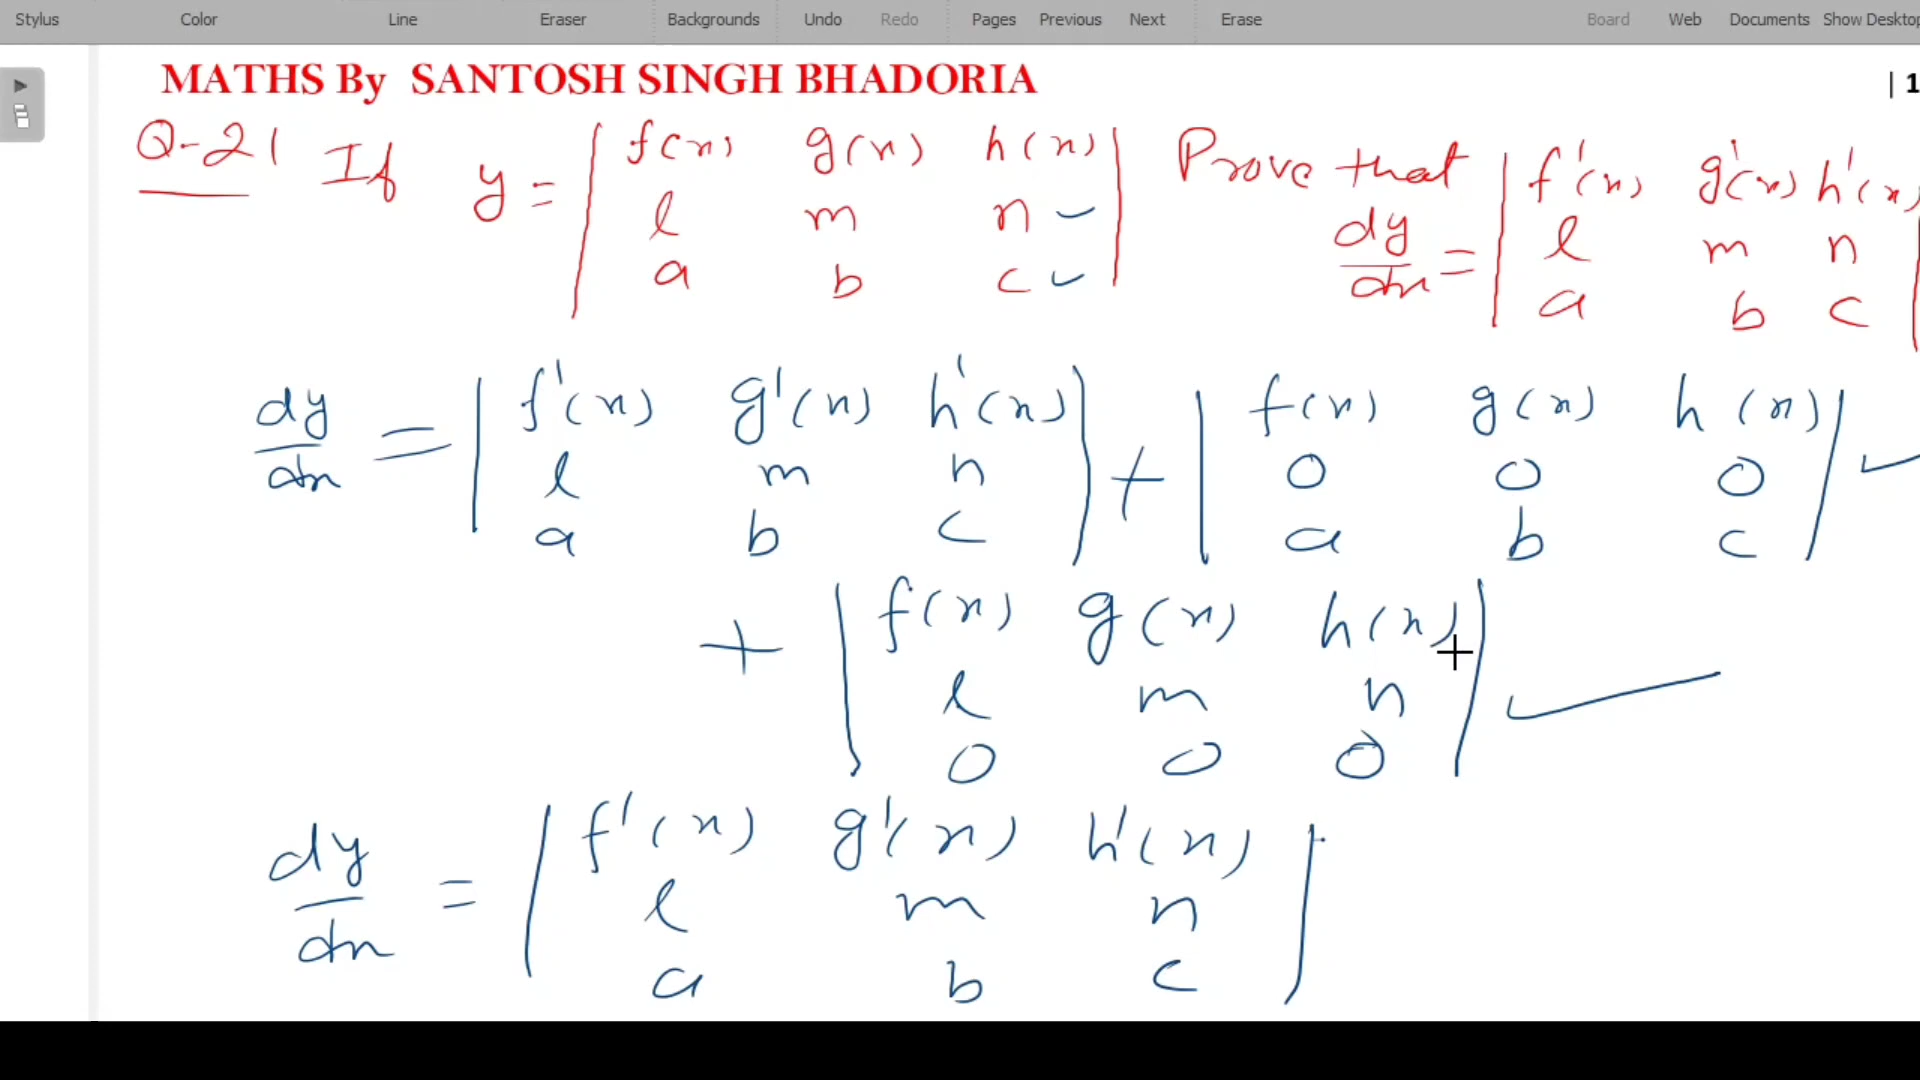 Stylus Color Line Eraser Backgrounds Undo Redo Pages Previous Next Erase Board Web Documents Show Desktop
MATHS By SANTOSH SINGH BHADORIA | 1
Q-21 If y = | f(x) g(x) h(x) | Prove that
| l m n |
| a b c |
dy/dx = | f'(x) g'(x) h'(x) |
| l m n |
| a b c |
dy/dx = | f'(x) g'(x) h'(x) | + | f(x) g(x) h(x) |
| l m n | | 0 0 0 |
| a b c | | a b c |
+ | f(x) g(x) h(x) |
| l m n |
| 0 0 0 |
dy/dx = | f'(x) g'(x) h'(x) |
| l m n |
| a b c |